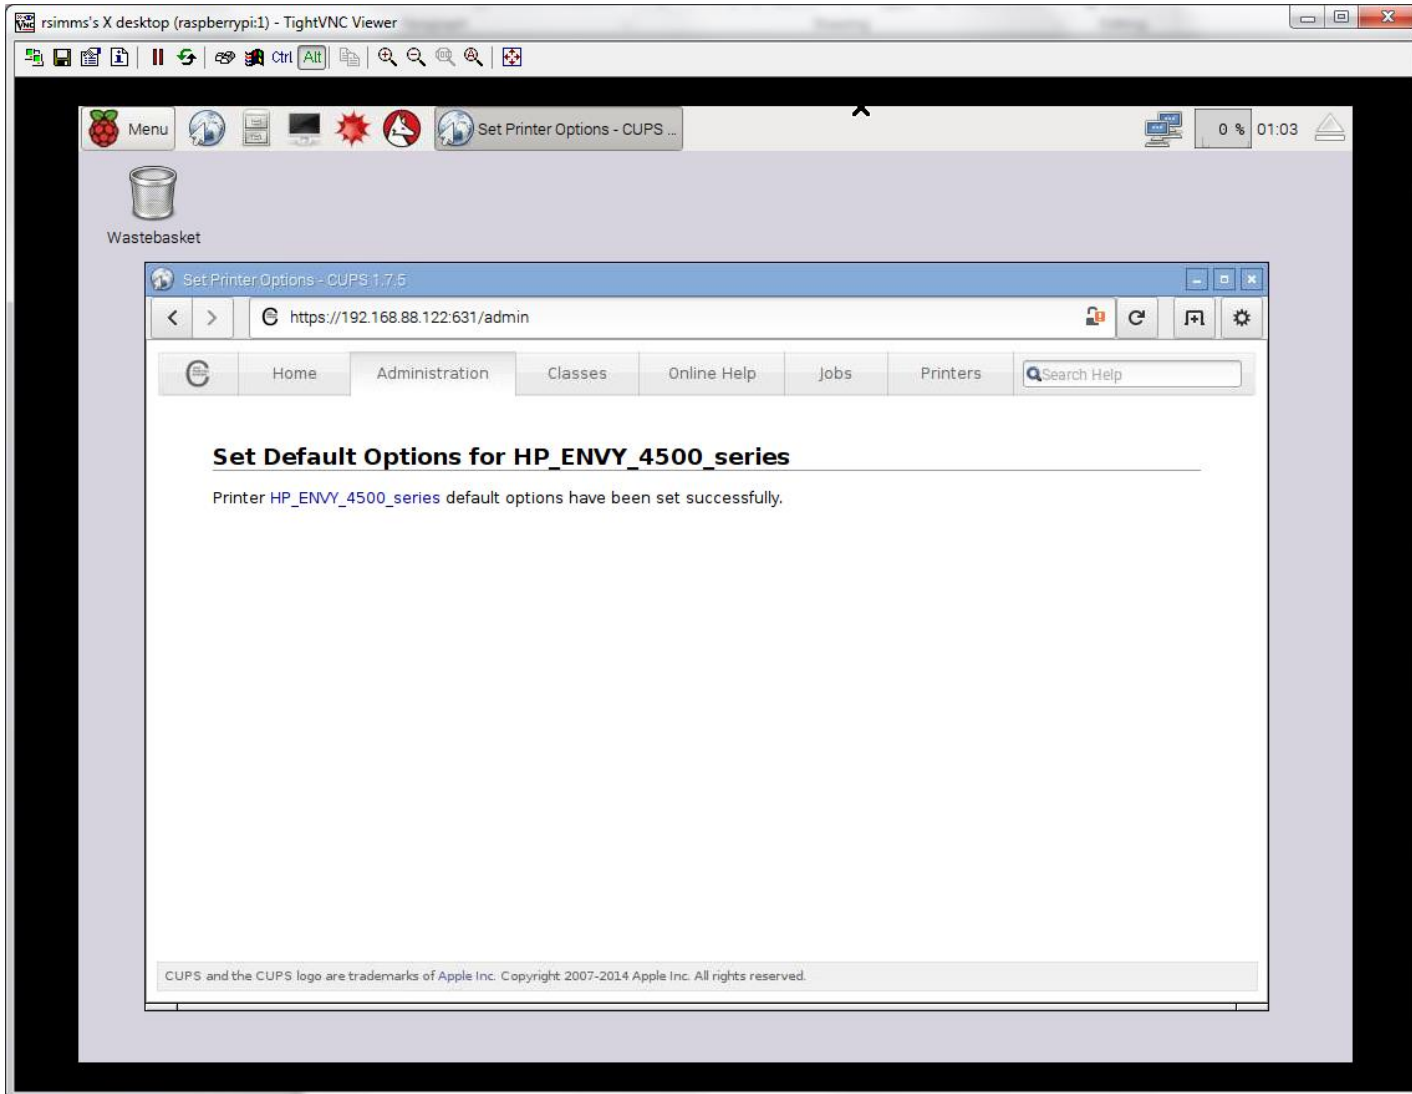 rsimms's X desktop (raspberrypi:1) - TightVNC Viewer
Ctrl Alt
Menu Set Printer Options - CUPS ... 0 % 01:03
Wastebasket
Set Printer Options - CUPS 1.7.5
https://192.168.88.122:631/admin
Home Administration Classes Online Help Jobs Printers Search Help
Set Default Options for HP_ENVY_4500_series
Printer HP_ENVY_4500_series default options have been set successfully.
CUPS and the CUPS logo are trademarks of Apple Inc. Copyright 2007-2014 Apple Inc. All rights reserved.